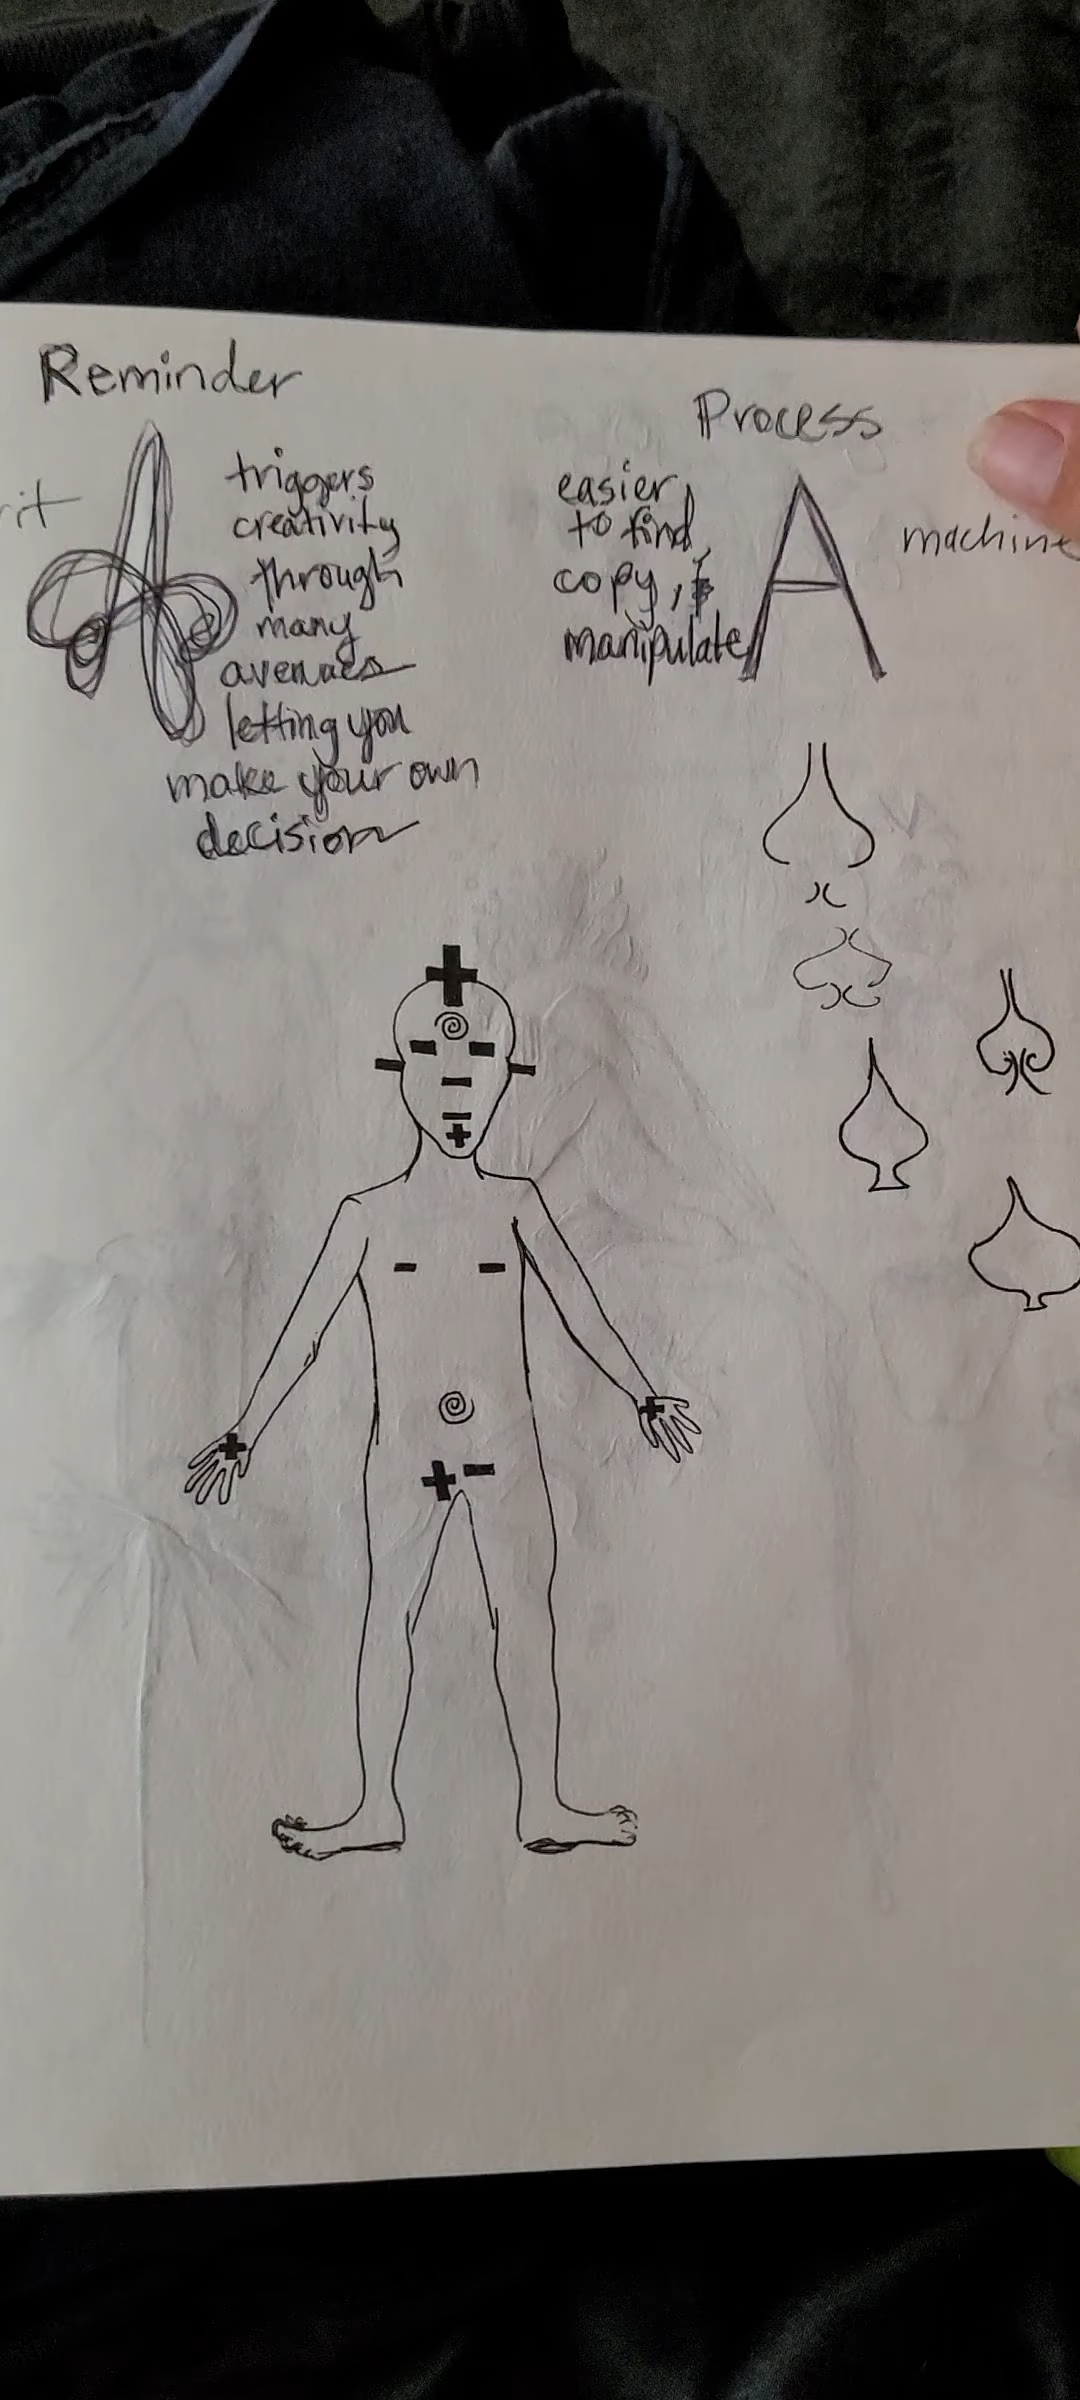 Reminder
A
triggers
creativity
through
many
avenues
letting you
make your own
decision
Process
easier
to find,
copy,
manipulate
A
machine